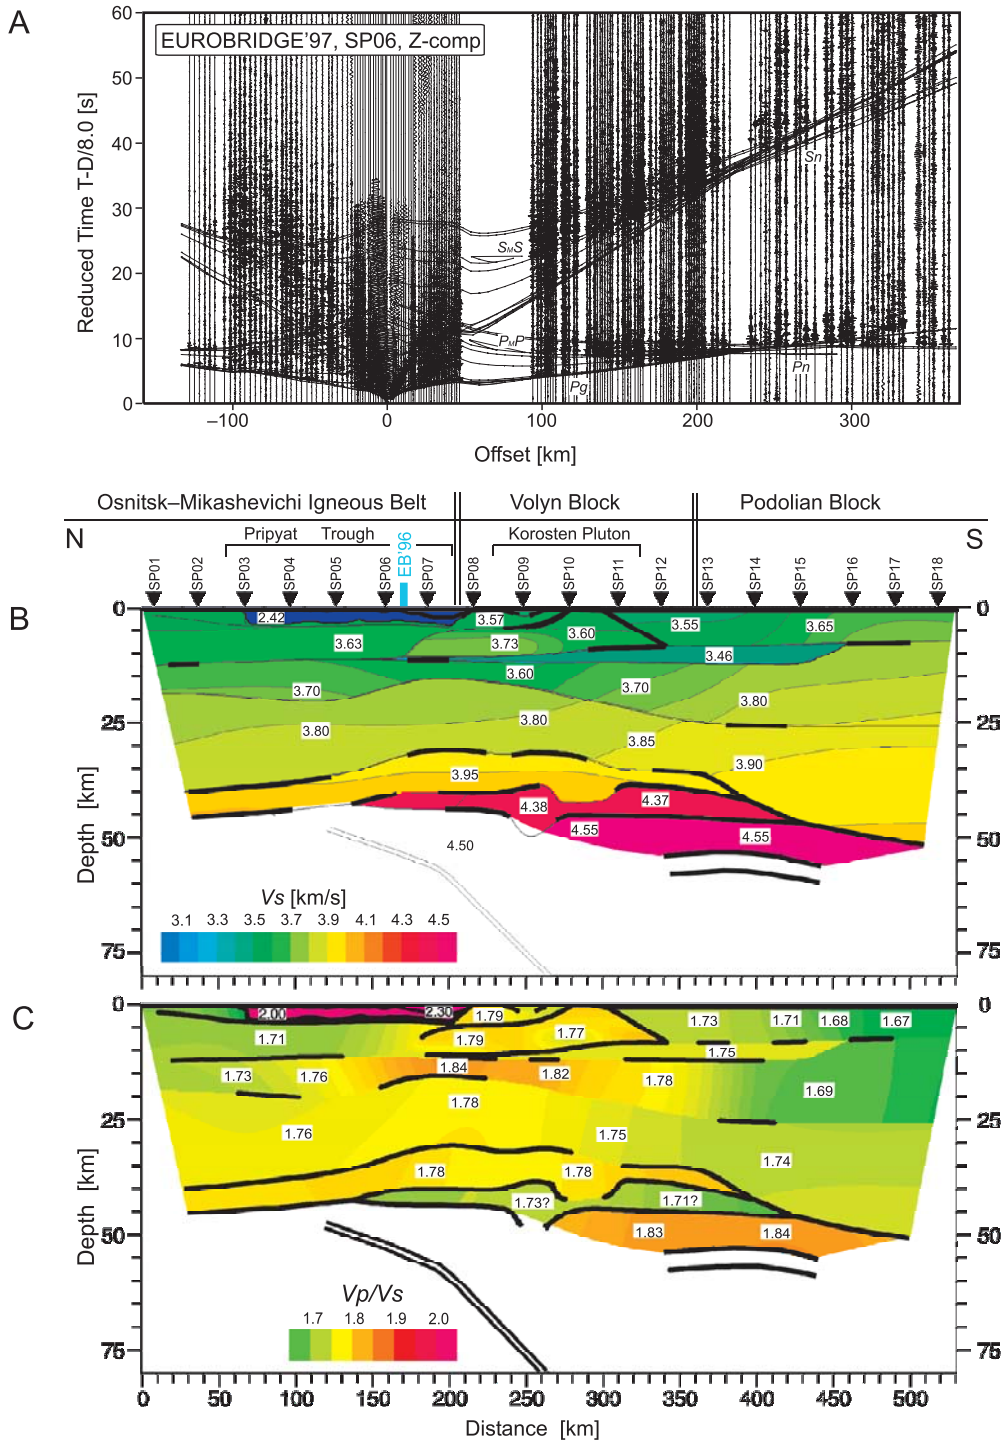 A
EUROBRIDGE'97, SP06, Z-comp
Reduced Time T-D/8.0 [s]
60
50
40
30
20
10
0
SMS
PMP
Pg
Pn
Sn
–100 0 100 200 300
Offset [km]
Osnitsk–Mikashevichi Igneous Belt Volyn Block Podolian Block
N Pripyat Trough Korosten Pluton S
SP01 SP02 SP03 SP04 SP05 SP06 EB'96 SP07 SP08 SP09 SP10 SP11 SP12 SP13 SP14 SP15 SP16 SP17 SP18
B
0 0
25 25
50 50
75 75
Depth [km]
2.42 3.57 3.60 3.55 3.65
3.63 3.73 3.46
3.70 3.60 3.70 3.80
3.80 3.80 3.85 3.90
3.95 4.38 4.37
4.50 4.55 4.55
Vs [km/s]
3.1 3.3 3.5 3.7 3.9 4.1 4.3 4.5
C
0 0
25 25
50 50
75 75
Depth [km]
2.00 2.30 1.79 1.73 1.71 1.68 1.67
1.71 1.79 1.77 1.75
1.73 1.76 1.84 1.82 1.78 1.69
1.78
1.76 1.75 1.74
1.78 1.78
1.73? 1.71?
1.83 1.84
Vp/Vs
1.7 1.8 1.9 2.0
0 50 100 150 200 250 300 350 400 450 500
Distance [km]